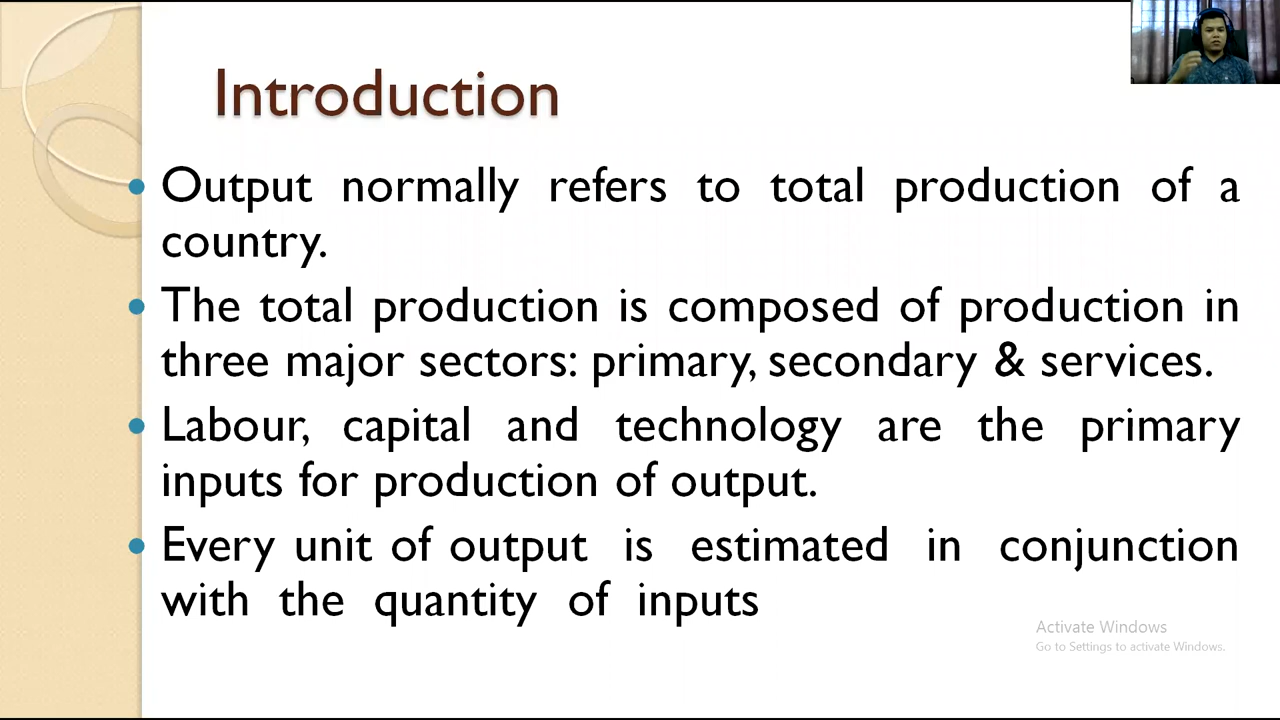 Introduction
Output normally refers to total production of a
country.
The total production is composed of production in
three major sectors: primary, secondary & services.
Labour, capital and technology are the primary
inputs for production of output.
Every unit of output is estimated in conjunction
with the quantity of inputs
Activate Windows
Go to Settings to activate Windows.